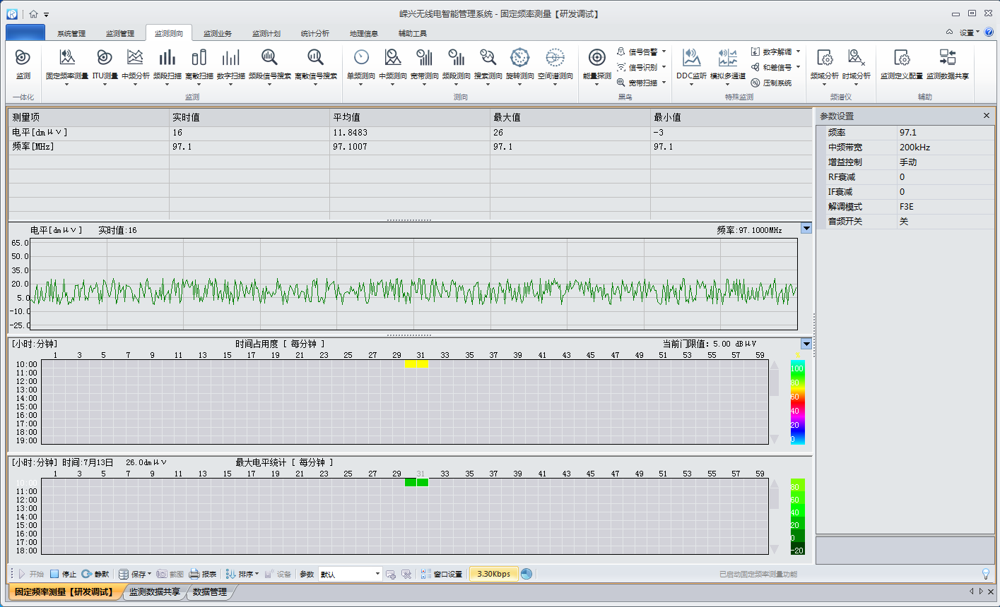 嵘兴无线电智能管理系统 - 固定频率测量【研发调试】
系统管理 监测管理 监测测向 监测业务 监测计划 统计分析 地理信息 辅助工具 设置
监测 固定频率测量 ITU测量 中频分析 频段扫描 离散扫描 数字扫描 频段信号搜索 离散信号搜索 单频测向 中频测向 宽带测向 频段测向 搜索测向 旋转测向 空间谱测向 能量探测 信号告警 信号识别 宽带扫描 DDC监听 模拟多通道 数字解调 和差信号 压制系统 频域分析 时域分析 监测定义配置 监测数据共享
一体化 监测 测向 黑鸟 特殊监测 频谱仪 辅助
测量项 实时值 平均值 最大值 最小值
电平[dmμv] 16 11.8483 26 -3
频率[MHz] 97.1 97.1007 97.1 97.1
电平[dmμv] 实时值:16 频率:97.1000MHz
65.0
50.0
35.0
20.0
5.0
-10.0
-25.0
[小时:分钟] 时间占用度 [ 每分钟 ] 当前门限值: 5.00 dBμV
1 3 5 7 9 11 13 15 17 19 21 23 25 27 29 31 33 35 37 39 41 43 45 47 49 51 53 55 57 59
10:00
11:00
12:00
13:00
14:00
15:00
16:00
17:00
18:00
19:00
100
80
60
40
20
0
[小时:分钟] 时间:7月13日 26.0dmμv 最大电平统计 [ 每分钟 ]
1 3 5 7 9 11 13 15 17 19 21 23 25 27 29 31 33 35 37 39 41 43 45 47 49 51 53 55 57 59
10:00
11:00
12:00
13:00
14:00
15:00
16:00
17:00
18:00
80
60
40
20
0
-20
参数设置
频率 97.1
中频带宽 200kHz
增益控制 手动
RF衰减 0
IF衰减 0
解调模式 F3E
音频开关 关
开始 停止 静默 保存 截图 报表 排序 设备 参数 默认 窗口设置 3.30Kbps 已启动固定频率测量功能
固定频率测量【研发调试】 监测数据共享 数据管理